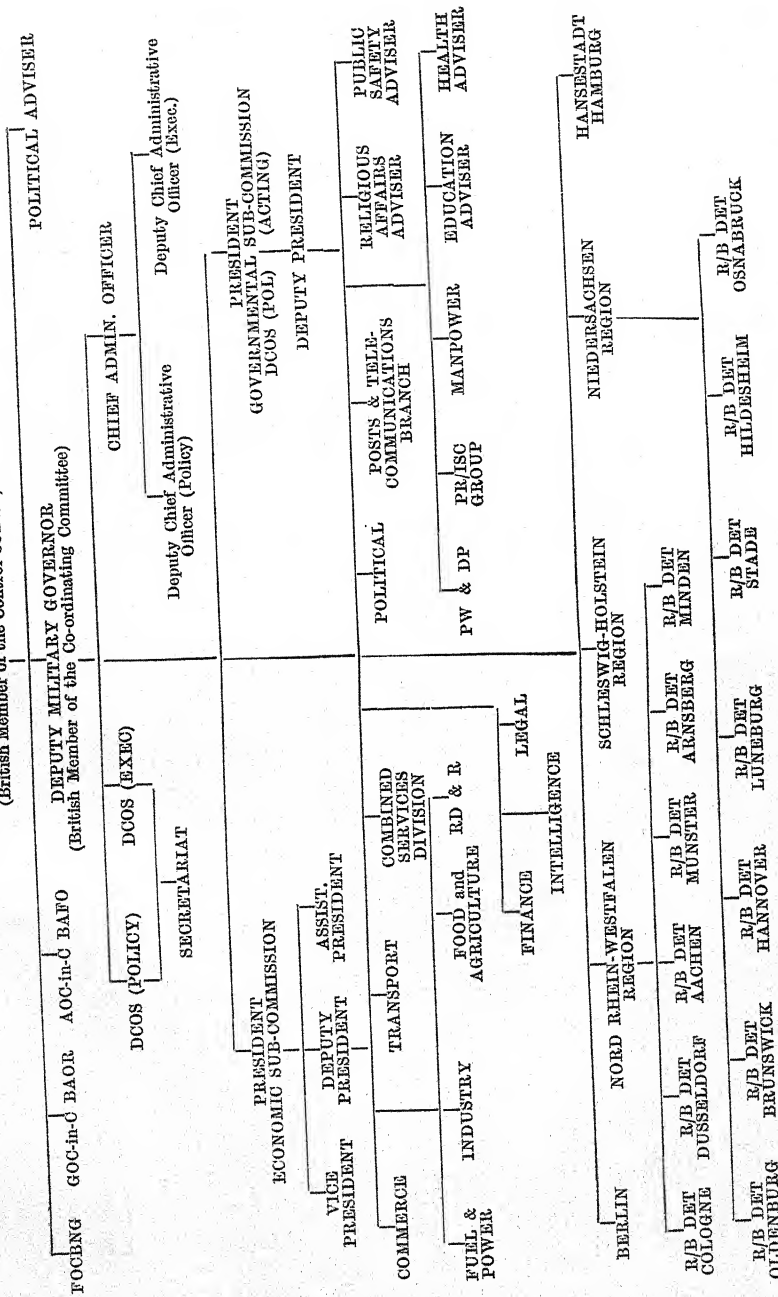 (British Member of the
POLITICAL ADVISER
DEPUTY MILITARY GOVERNOR
(British Member of the Co-ordinating Committee)
FOCBNG
GOC-in-C BAOR
AOC-in-C BAFO
CHIEF ADMIN. OFFICER
DCOS (POLICY)
DCOS (EXEC)
SECRETARIAT
Deputy Chief Administrative
Officer (Policy)
Deputy Chief Administrative
Officer (Exec.)
PRESIDENT
ECONOMIC SUB-COMMISSION
PRESIDENT
GOVERNMENTAL SUB-COMMISSION
(ACTING)
DCOS (POL)
DEPUTY PRESIDENT
VICE
PRESIDENT
DEPUTY
PRESIDENT
ASSIST.
PRESIDENT
COMMERCE
TRANSPORT
COMBINED
SERVICES
DIVISION
POLITICAL
POSTS & TELE-
COMMUNICATIONS
BRANCH
RELIGIOUS
AFFAIRS
ADVISER
PUBLIC
SAFETY
ADVISER
FUEL &
POWER
INDUSTRY
FOOD and
AGRICULTURE
RD & R
PW & DP
PR/ISC
GROUP
MANPOWER
EDUCATION
ADVISER
HEALTH
ADVISER
FINANCE
LEGAL
INTELLIGENCE
BERLIN
NORD RHEIN-WESTFALEN
REGION
SCHLESWIG-HOLSTEIN
REGION
NIEDERSACHSEN
REGION
HANSESTADT
HAMBURG
R/B DET
COLOGNE
R/B DET
DUSSELDORF
R/B DET
AACHEN
R/B DET
MUNSTER
R/B DET
ARNSBERG
R/B DET
MINDEN
R/B DET
OLDENBURG
R/B DET
BRUNSWICK
R/B DET
HANNOVER
R/B DET
LUNEBURG
R/B DET
STADE
R/B DET
HILDESHEIM
R/B DET
OSNABRUCK